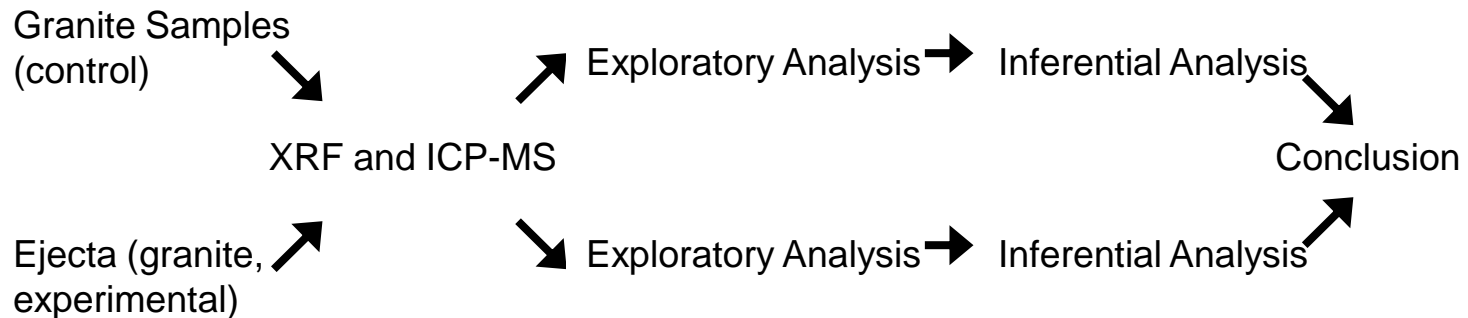 Granite Samples
(control)
Exploratory Analysis
Inferential Analysis
XRF and ICP-MS
Conclusion
Ejecta (granite,
experimental)
Exploratory Analysis
Inferential Analysis